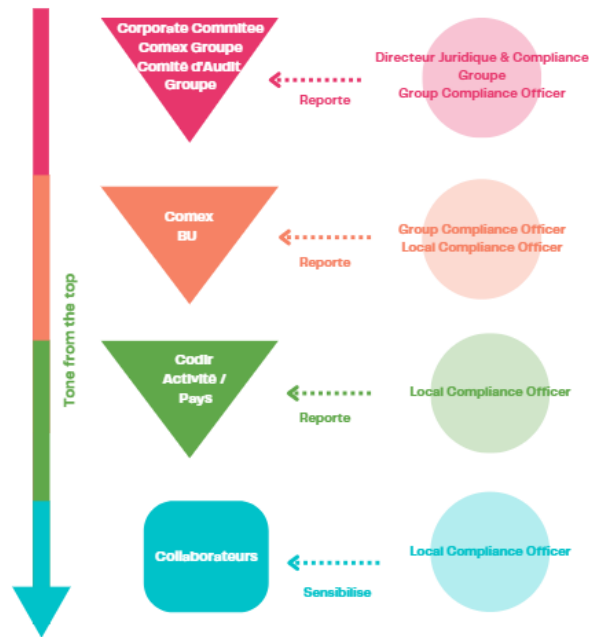 Corporate Commitee
Comex Groupe
Comité d'Audit
Groupe
Reporte
Directeur Juridique & Compliance
Groupe
Group Compliance Officer
Comex
BU
Reporte
Group Compliance Officer
Local Compliance Officer
Tone from the top
Codir
Activité /
Pays
Reporte
Local Compliance Officer
Collaborateurs
Sensibilise
Local Compliance Officer